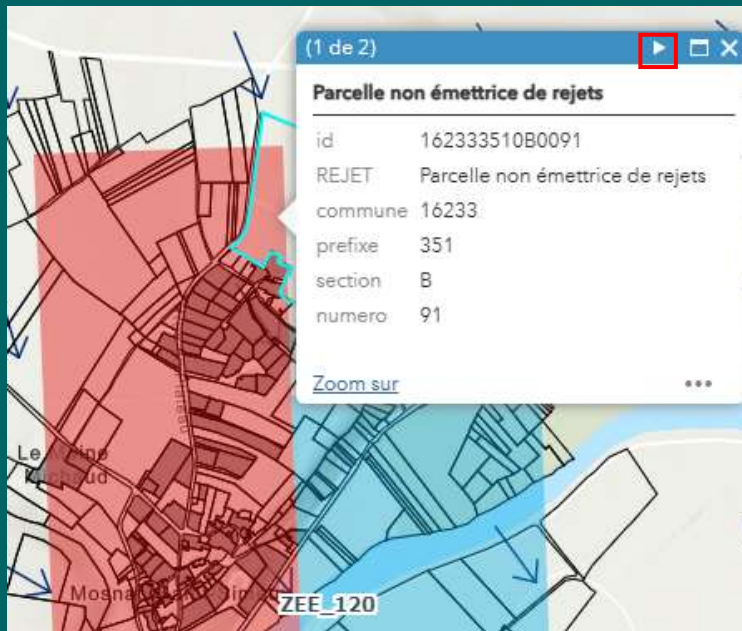 (1 de 2)
Parcelle non émettrice de rejets
id 162333510B0091
REJET Parcelle non émettrice de rejets
commune 16233
prefixe 351
section B
numero 91
Zoom sur
Le
ZEE_120